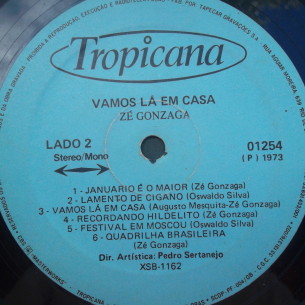 Tropicana
VAMOS LÁ EM CASA
ZÉ GONZAGA
LADO 2
01254
Stereo/Mono
(P) 1973
1 - JANUARIO É O MAIOR (Zé Gonzaga)
2 - LAMENTO DE CIGANO (Oswaldo Silva)
3 - VAMOS LÁ EM CASA (Augusto Mesquita-Zé Gonzaga)
4 - RECORDANDO HILDELITO (Zé Gonzaga)
5 - FESTIVAL EM MOSCOU (Oswaldo Silva)
6 - QUADRILHA BRASILEIRA
(Zé Gonzaga)
Dir. Artística: Pedro Sertanejo
XSB-1162